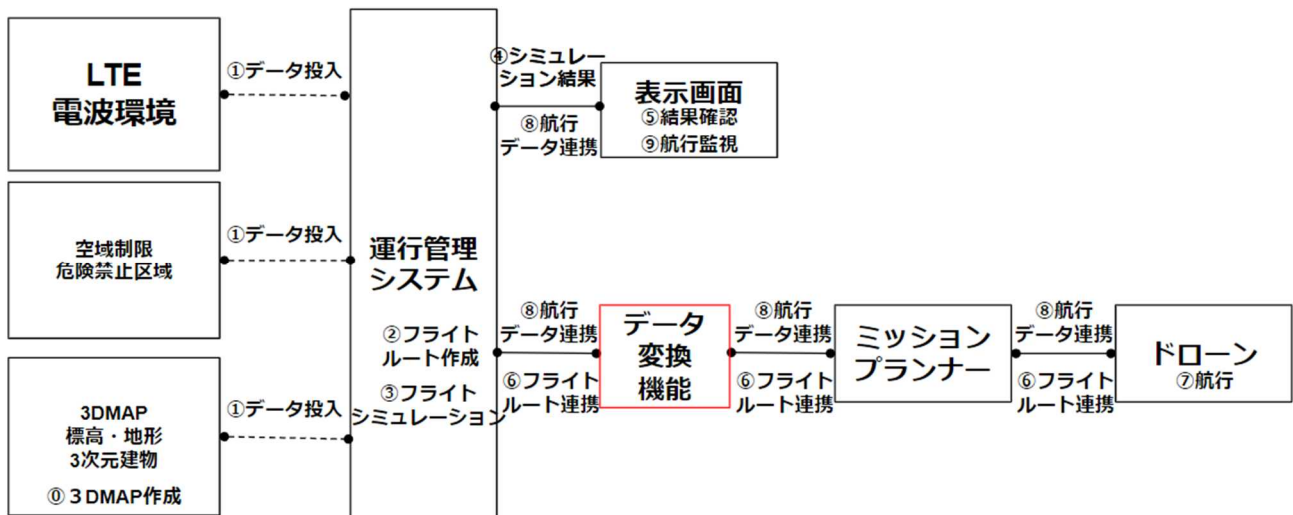 LTE
電波環境
①データ投入
空域制限
危険禁止区域
①データ投入
3DMAP
標高・地形
3次元建物
⓪３DMAP作成
①データ投入
運行管理
システム
②フライト
ルート作成
③フライト
シミュレーション
④シミュレー
ション結果
⑧航行
データ連携
表示画面
⑤結果確認
⑨航行監視
⑧航行
データ連携
⑥フライト
ルート連携
データ
変換
機能
⑧航行
データ連携
⑥フライト
ルート連携
ミッション
プランナー
⑧航行
データ連携
⑥フライト
ルート連携
ドローン
⑦航行